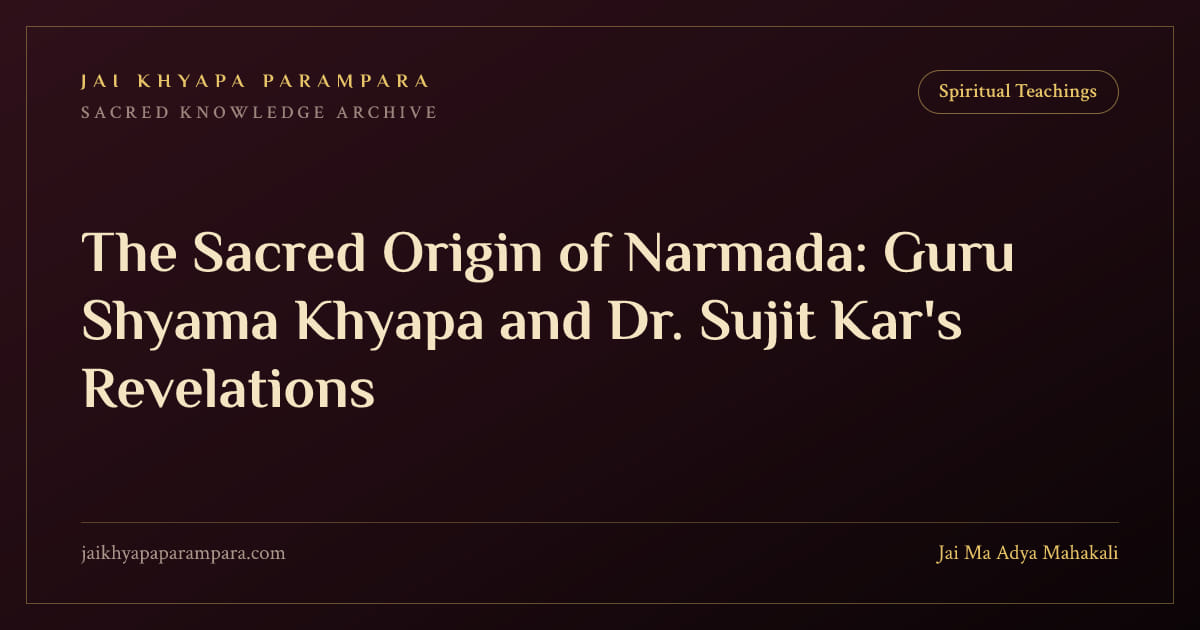 JAI KHYAPA PARAMPARA
SACRED KNOWLEDGE ARCHIVE
Spiritual Teachings
The Sacred Origin of Narmada: Guru
Shyama Khyapa and Dr. Sujit Kar's
Revelations
jaikhyapaparampara.com
Jai Ma Adya Mahakali